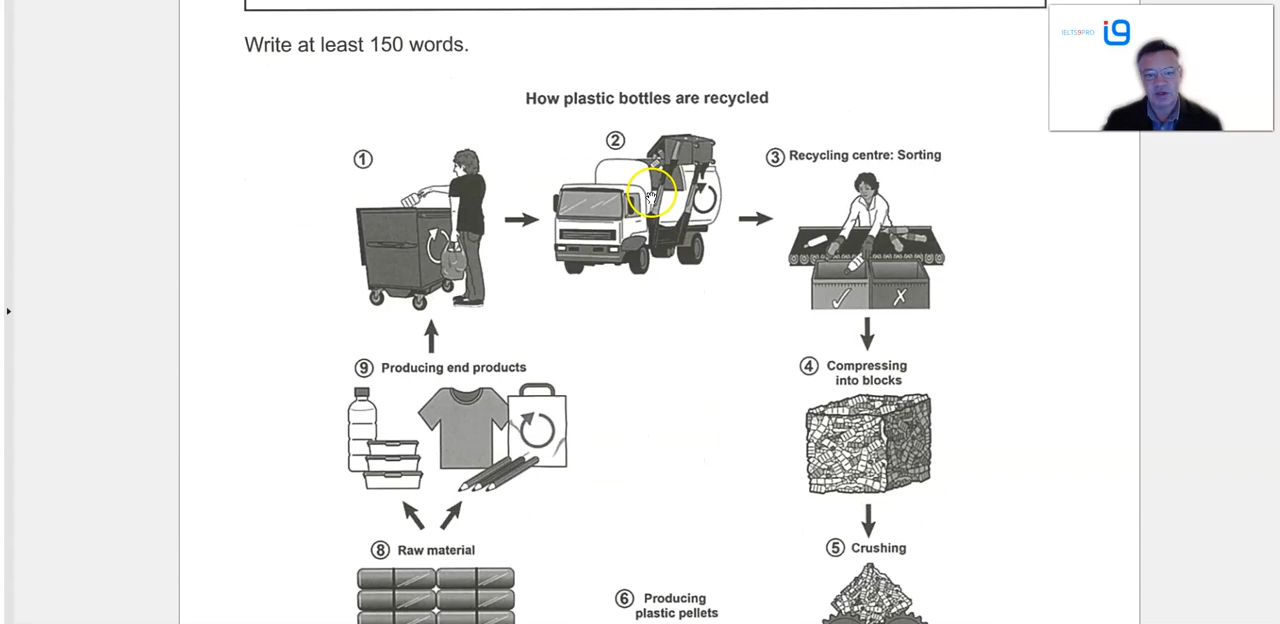 Write at least 150 words.
IELTS9PRO i9
How plastic bottles are recycled
①
②
③ Recycling centre: Sorting
⑨ Producing end products
④ Compressing
into blocks
⑧ Raw material
⑤ Crushing
⑥ Producing
plastic pellets